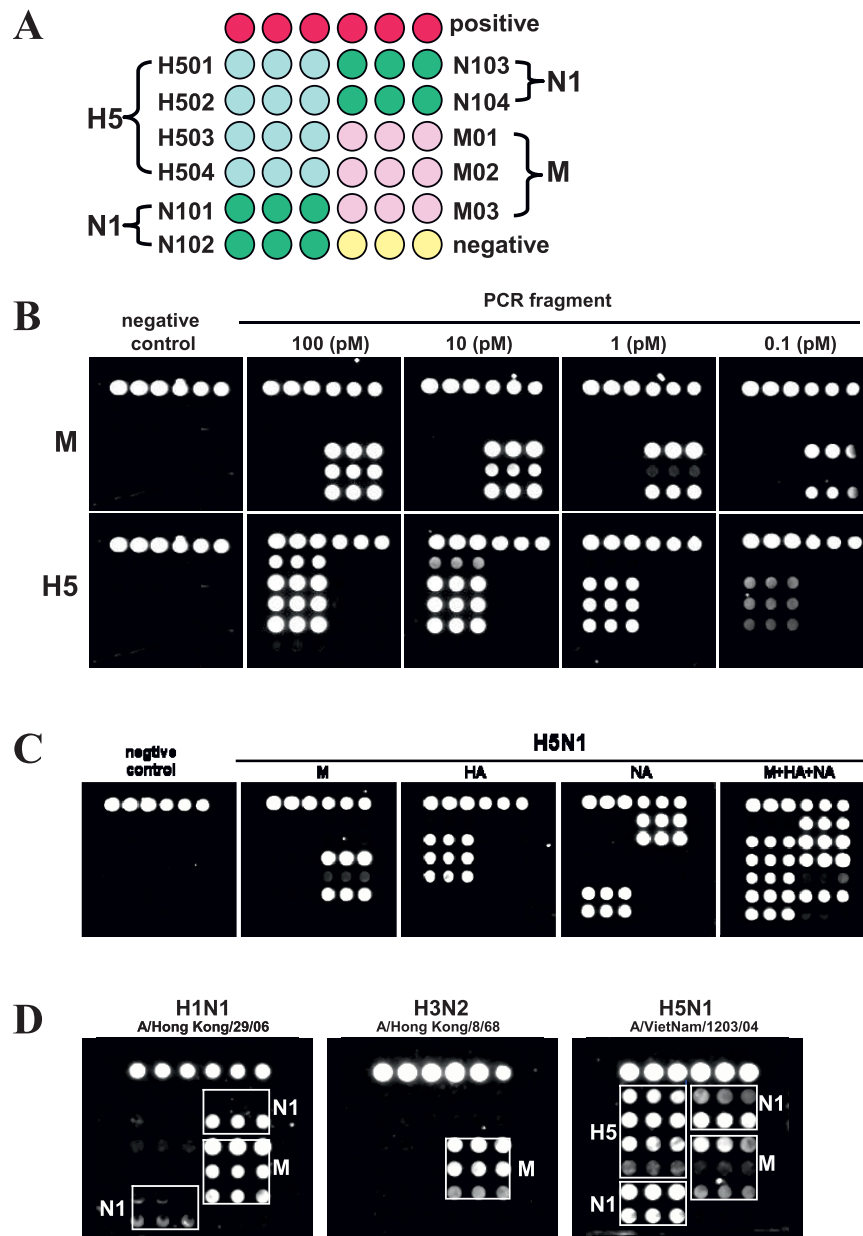 A
positive
H501
N103
N1
H502
N104
H5
H503
M01
H504
M02
M
N101
M03
N1
N102
negative
B
PCR fragment
negative
control
100 (pM)
10 (pM)
1 (pM)
0.1 (pM)
M
H5
C
H5N1
negtive
control
M
HA
NA
M+HA+NA
D
H1N1
H3N2
H5N1
A/Hong Kong/29/06
A/Hong Kong/8/68
A/VietNam/1203/04
N1
M
N1
M
H5
N1
M
N1